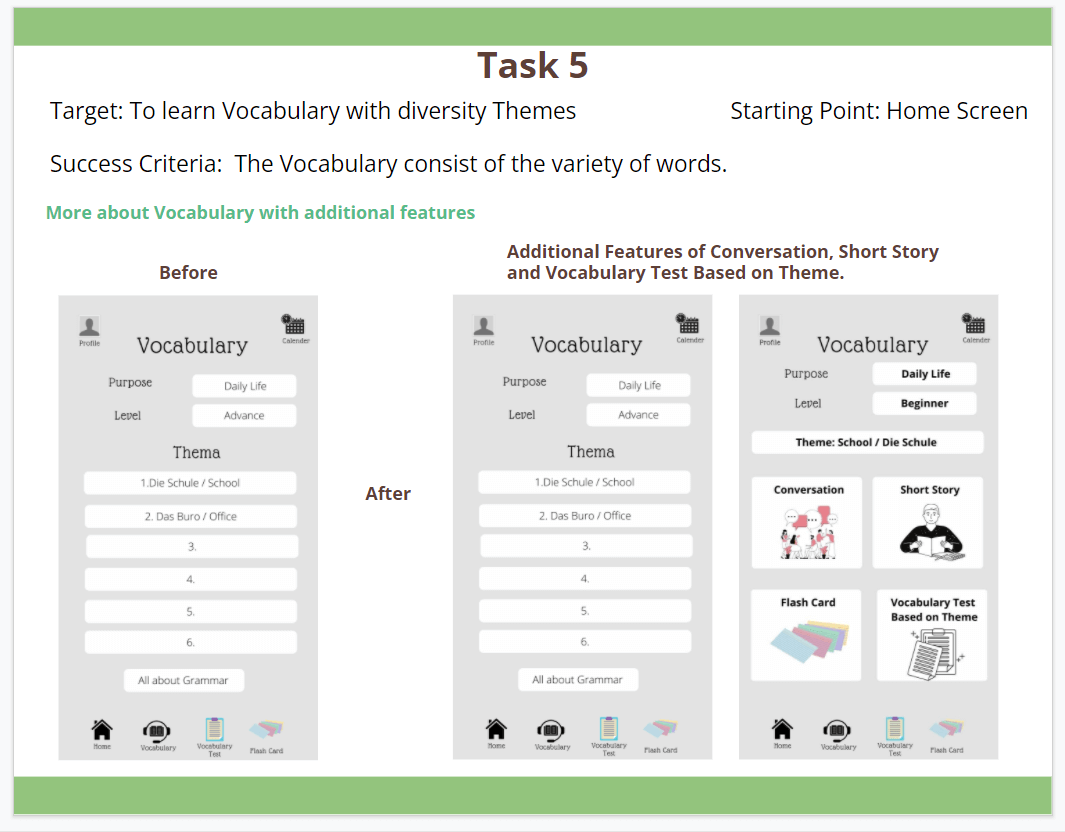 Task 5
Target: To learn Vocabulary with diversity Themes
Starting Point: Home Screen
Success Criteria:  The Vocabulary consist of the variety of words.
More about Vocabulary with additional features
Before
Additional Features of Conversation, Short Story
and Vocabulary Test Based on Theme.
Profile
Calender
Vocabulary
Purpose
Daily Life
Level
Advance
Thema
1.Die Schule / School
2. Das Buro / Office
3.
4.
5.
6.
All about Grammar
Home
Vocabulary
Vocabulary
Test
Flash Card
After
Profile
Calender
Vocabulary
Purpose
Daily Life
Level
Advance
Thema
1.Die Schule / School
2. Das Buro / Office
3.
4.
5.
6.
All about Grammar
Home
Vocabulary
Vocabulary
Test
Flash Card
Profile
Calender
Vocabulary
Purpose
Daily Life
Level
Beginner
Theme: School / Die Schule
Conversation
Short Story
Flash Card
Vocabulary Test
Based on Theme
Home
Vocabulary
Vocabulary
Test
Flash Card